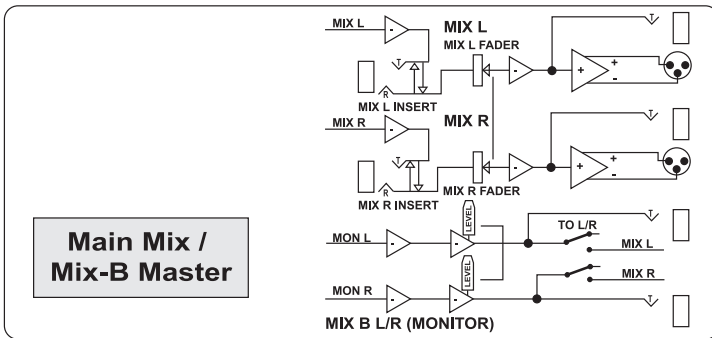 MIX L
MIX L
MIX L FADER
T
-
+
+
-
T
R
MIX L INSERT
MIX R
MIX R
T
-
+
+
-
T
R
MIX R INSERT
MIX R FADER
Main Mix /
Mix-B Master
LEVEL
TO L/R
T
MON L
-
-
MIX L
LEVEL
MIX R
MON R
-
-
T
MIX B L/R (MONITOR)